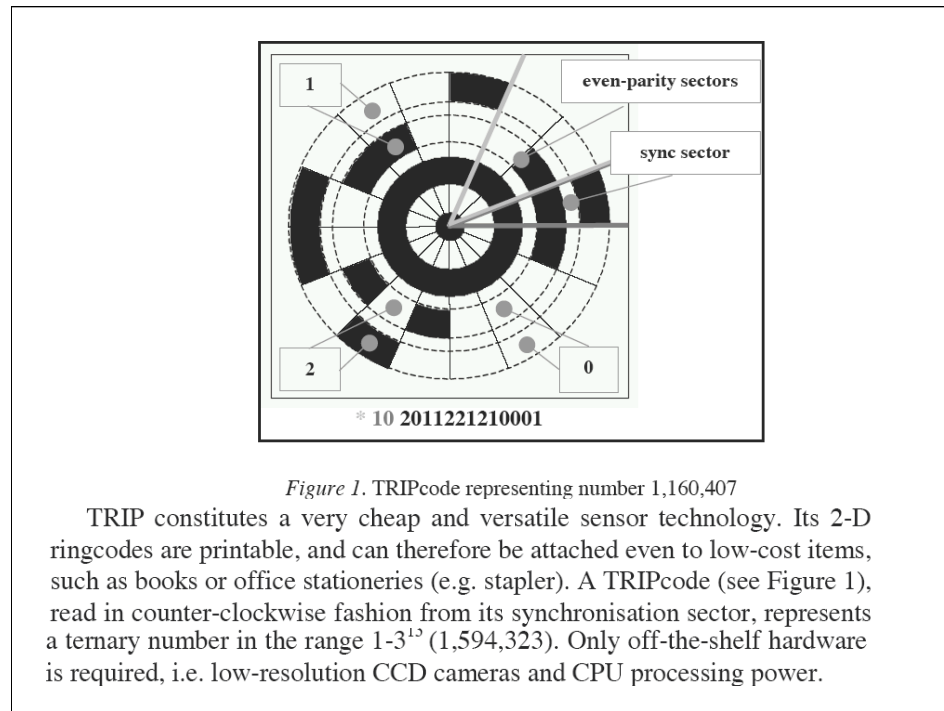 1
even-parity sectors
sync sector
2
0
* 10 2011221210001
Figure 1. TRIPcode representing number 1,160,407
TRIP constitutes a very cheap and versatile sensor technology. Its 2-D
ringcodes are printable, and can therefore be attached even to low-cost items,
such as books or office stationeries (e.g. stapler). A TRIPcode (see Figure 1),
read in counter-clockwise fashion from its synchronisation sector, represents
a ternary number in the range 1-3¹³ (1,594,323). Only off-the-shelf hardware
is required, i.e. low-resolution CCD cameras and CPU processing power.